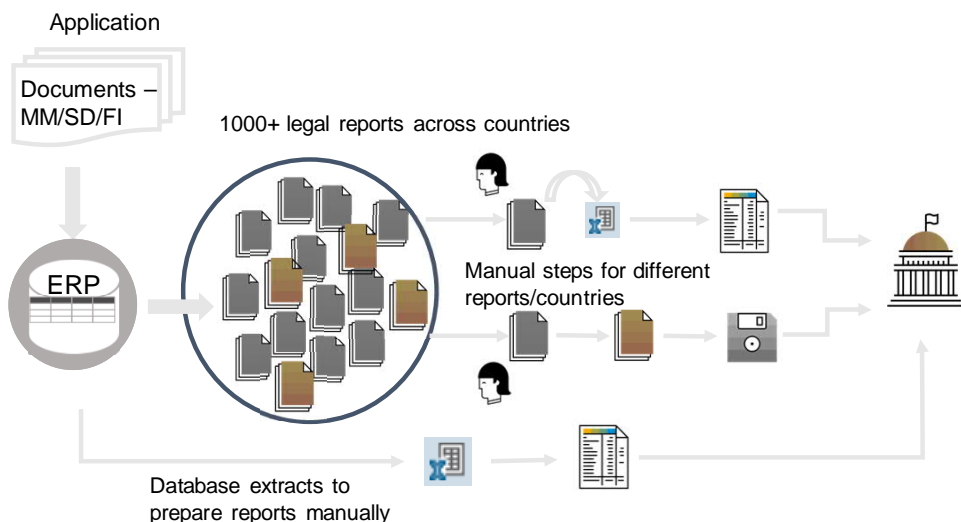 Application
Documents –
MM/SD/FI
1000+ legal reports across countries
ERP
Manual steps for different
reports/countries
Database extracts to
prepare reports manually